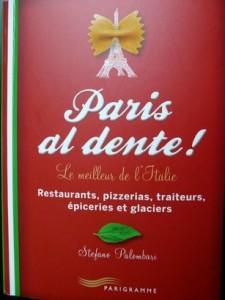 Paris
al dente !
Le meilleur de l'Italie
Restaurants, pizzerias, traiteurs,
épiceries et glaciers
Stefano Palombari
PARIGRAMME